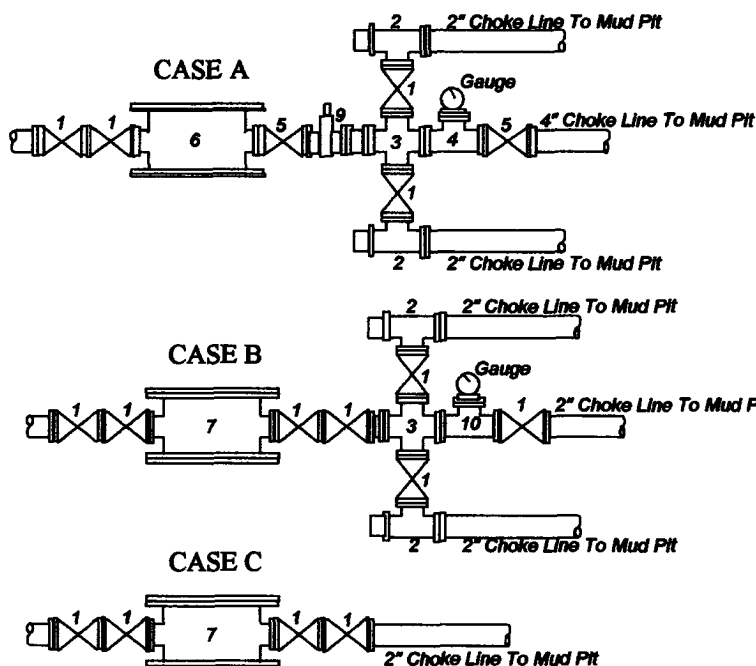 2 2" Choke Line To Mud Pit
CASE A
1 Gauge
1 1 6 5 9 3 4 5 4" Choke Line To Mud Pit
1
2 2" Choke Line To Mud Pit
2 2" Choke Line To Mud Pit
CASE B
1 Gauge
1 1 7 1 1 3 10 1 2" Choke Line To Mud P
1
2 2" Choke Line To Mud Pit
CASE C
1 1 7 1 1
2" Choke Line To Mud Pit